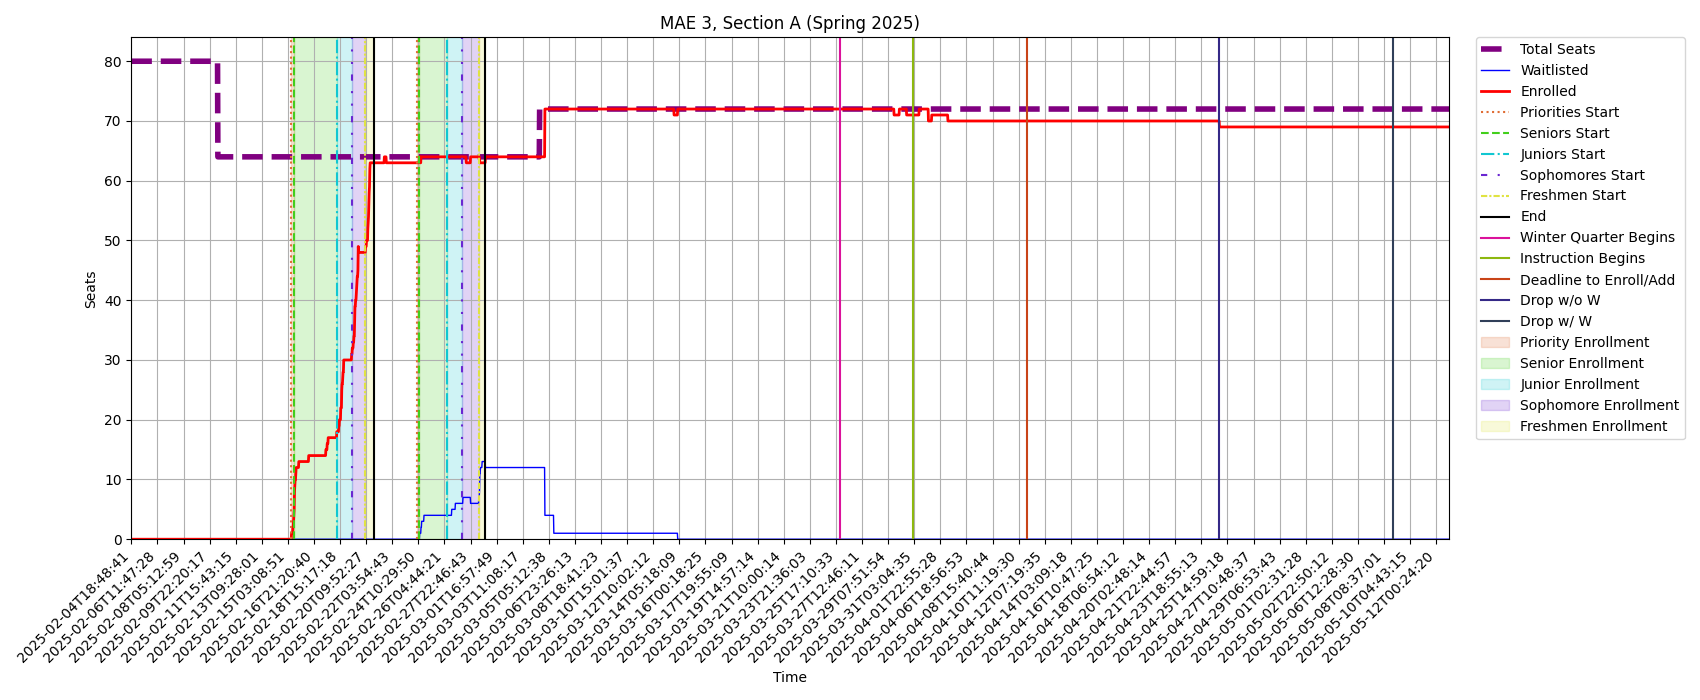 MAE 3, Section A (Spring 2025)
Seats
80
70
60
50
40
30
20
10
0
2025-02-04T18:48:41
2025-02-06T11:47:28
2025-02-08T05:12:59
2025-02-09T22:20:17
2025-02-11T15:43:15
2025-02-13T09:28:01
2025-02-15T03:08:51
2025-02-16T21:20:40
2025-02-18T15:17:18
2025-02-20T09:52:27
2025-02-22T03:54:43
2025-02-24T10:29:50
2025-02-26T04:44:21
2025-02-27T22:46:43
2025-03-01T16:57:49
2025-03-03T11:08:17
2025-03-05T05:12:38
2025-03-06T23:26:13
2025-03-08T18:41:23
2025-03-10T15:01:37
2025-03-12T10:02:12
2025-03-14T05:18:09
2025-03-16T00:18:25
2025-03-17T19:55:09
2025-03-19T14:57:14
2025-03-21T10:00:14
2025-03-23T21:36:03
2025-03-25T17:10:33
2025-03-27T12:46:11
2025-03-29T07:51:54
2025-03-31T03:04:35
2025-04-01T22:55:28
2025-04-06T18:56:53
2025-04-08T15:40:44
2025-04-10T11:19:30
2025-04-12T07:19:35
2025-04-14T03:09:18
2025-04-16T10:47:25
2025-04-18T06:54:12
2025-04-20T02:48:14
2025-04-21T22:44:57
2025-04-23T18:55:13
2025-04-25T14:59:18
2025-04-27T10:48:37
2025-04-29T06:53:43
2025-05-01T02:31:28
2025-05-02T22:50:12
2025-05-06T12:28:30
2025-05-08T08:37:01
2025-05-10T04:43:15
2025-05-12T00:24:20
Time
Total Seats
Waitlisted
Enrolled
Priorities Start
Seniors Start
Juniors Start
Sophomores Start
Freshmen Start
End
Winter Quarter Begins
Instruction Begins
Deadline to Enroll/Add
Drop w/o W
Drop w/ W
Priority Enrollment
Senior Enrollment
Junior Enrollment
Sophomore Enrollment
Freshmen Enrollment